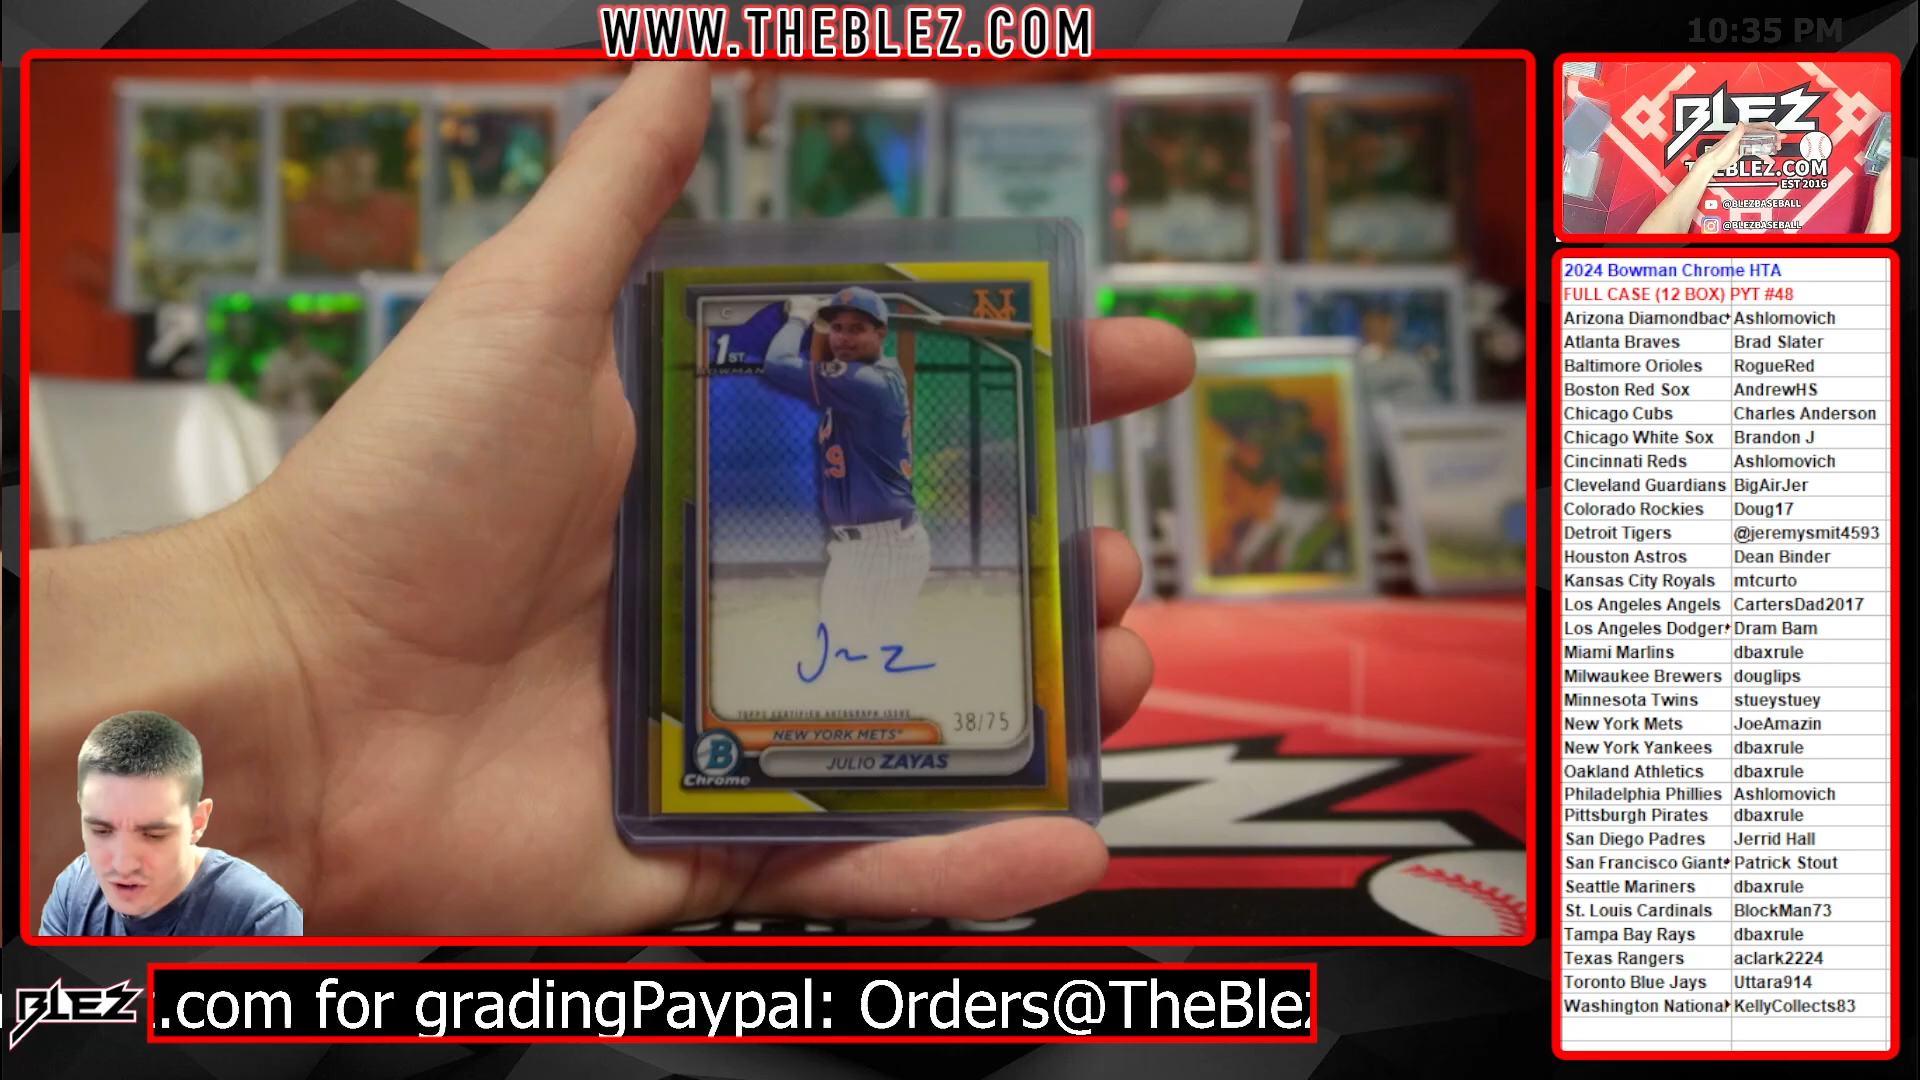 WWW.THEBLEZ.COM
10:35 PM
1ST
BOWMAN
TOPPS CERTIFIED AUTOGRAPH ISSUE
38/75
NEW YORK METS
B
Chrome
JULIO ZAYAS
BLEZ
THEBLEZ.COM
EST 2016
@BLEZBASEBALL
@BLEZBASEBALL
2024 Bowman Chrome HTA
FULL CASE (12 BOX) PYT #48
Arizona Diamondbac Ashlomovich
Atlanta Braves Brad Slater
Baltimore Orioles RogueRed
Boston Red Sox AndrewHS
Chicago Cubs Charles Anderson
Chicago White Sox Brandon J
Cincinnati Reds Ashlomovich
Cleveland Guardians BigAirJer
Colorado Rockies Doug17
Detroit Tigers @jeremysmit4593
Houston Astros Dean Binder
Kansas City Royals mtcurto
Los Angeles Angels CartersDad2017
Los Angeles Dodger Dram Bam
Miami Marlins dbaxrule
Milwaukee Brewers douglips
Minnesota Twins stueystuey
New York Mets JoeAmazin
New York Yankees dbaxrule
Oakland Athletics dbaxrule
Philadelphia Phillies Ashlomovich
Pittsburgh Pirates dbaxrule
San Diego Padres Jerrid Hall
San Francisco Giant Patrick Stout
Seattle Mariners dbaxrule
St. Louis Cardinals BlockMan73
Tampa Bay Rays dbaxrule
Texas Rangers aclark2224
Toronto Blue Jays Uttara914
Washington National KellyCollects83
BLEZ
.com for gradingPaypal: Orders@TheBlez